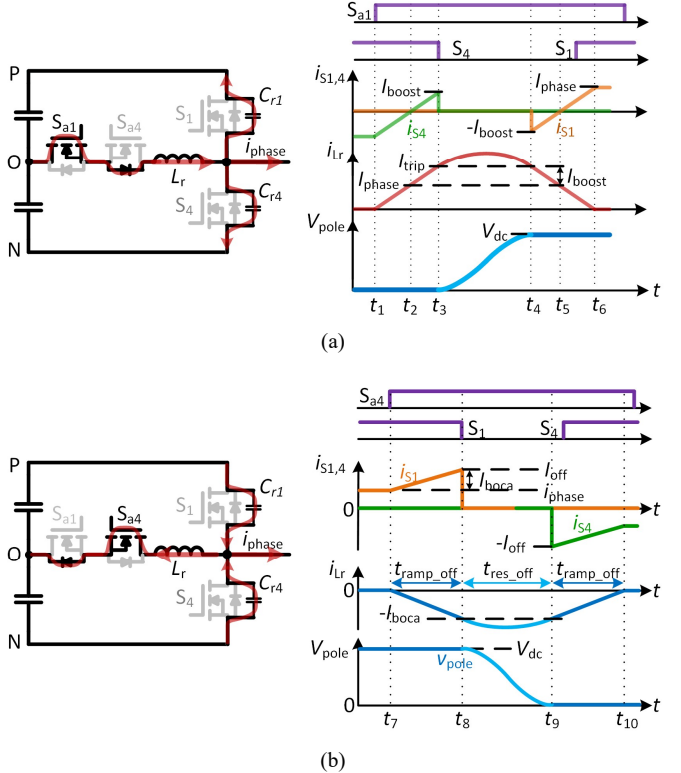 Sa1
S4 S1
P
O
N
Sa1 Sa4
Lr
S1
Cr1
iphase
S4
Cr4
iS1,4
Iboost
iS4
-Iboost
Iphase
iS1
iLr
Itrip
Iphase
Iboost
Vpole
Vdc
t1 t2 t3 t4 t5 t6 t
(a)
Sa4
S1 S4
P
O
N
Sa1 Sa4
Lr
S1
Cr1
iphase
S4
Cr4
iS1,4
iS1
Ioff
Iboca
iphase
0
-Ioff
iS4
iLr
tramp_off tres_off tramp_off
0
-Iboca
t
Vpole
vpole
Vdc
0
t7 t8 t9 t10 t
(b)